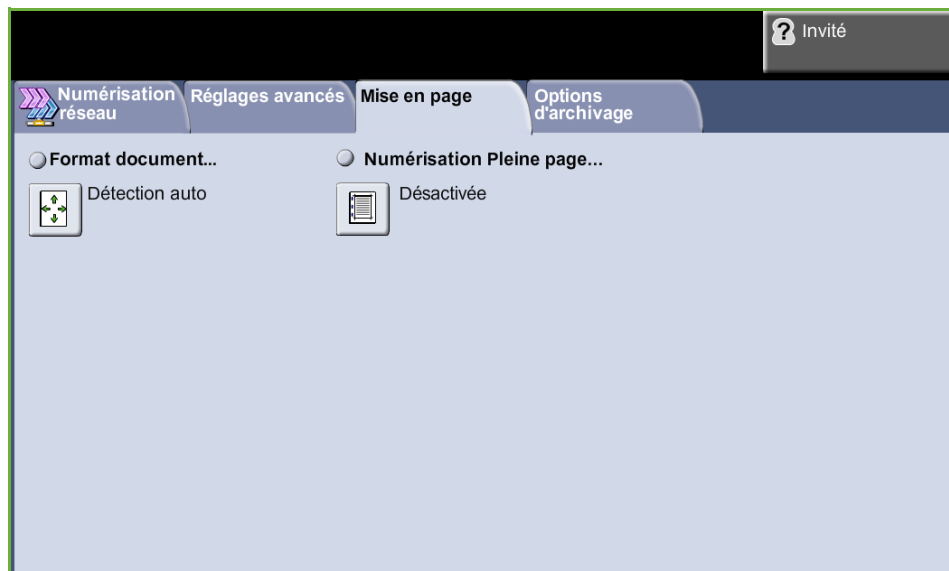 Invité
Numérisation
réseau
Réglages avancés
Mise en page
Options
d'archivage
Format document...
Numérisation Pleine page...
Détection auto
Désactivée